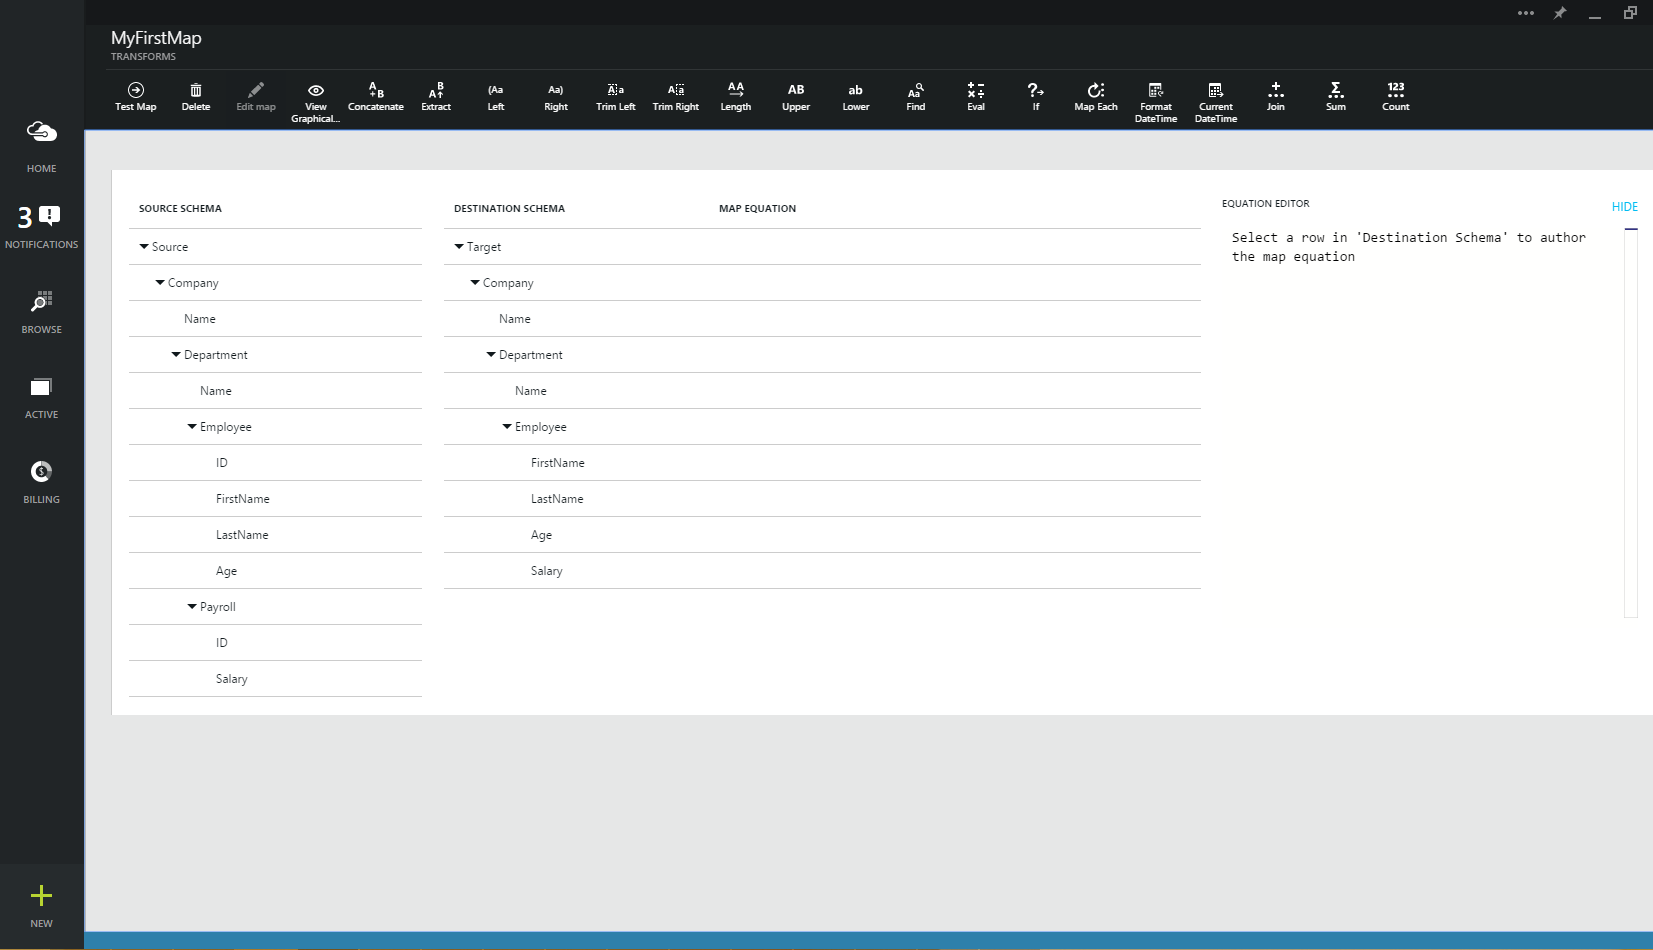 MyFirstMap
TRANSFORMS
Test Map
Delete
Edit map
View Graphical...
Concatenate
Extract
Left
Right
Trim Left
Trim Right
Length
Upper
Lower
Find
Eval
If
Map Each
Format DateTime
Current DateTime
Join
Sum
Count
HOME
3
NOTIFICATIONS
BROWSE
ACTIVE
BILLING
NEW
SOURCE SCHEMA
Source
Company
Name
Department
Name
Employee
ID
FirstName
LastName
Age
Payroll
ID
Salary
DESTINATION SCHEMA
MAP EQUATION
Target
Company
Name
Department
Name
Employee
FirstName
LastName
Age
Salary
EQUATION EDITOR
HIDE
Select a row in 'Destination Schema' to author
the map equation